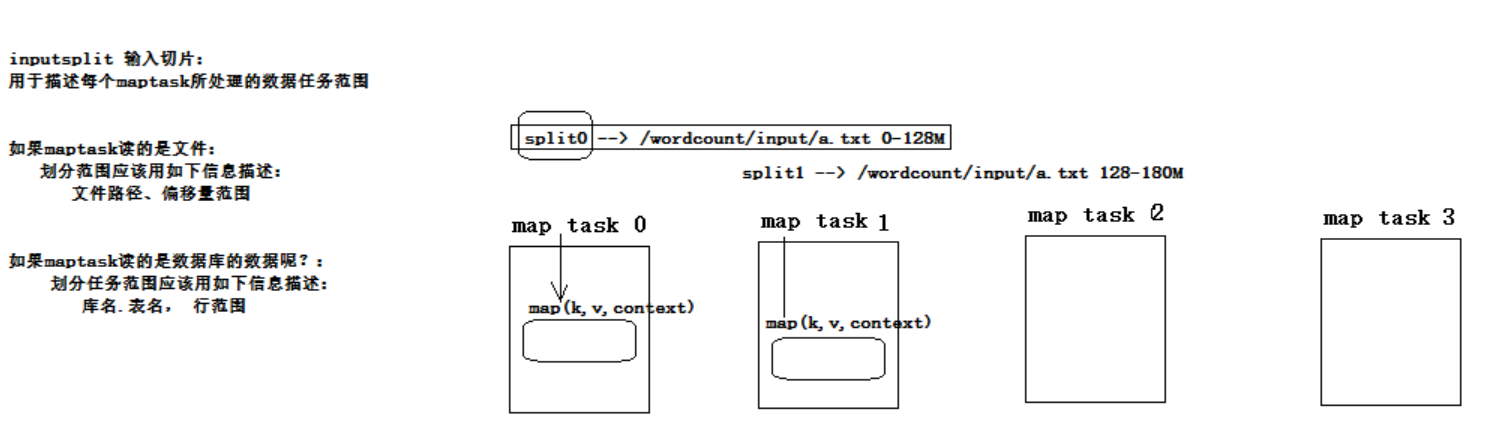 inputsplit 输入切片：
用于描述每个maptask所处理的数据任务范围
如果maptask读的是文件：
划分范围应该用如下信息描述：
文件路径、偏移量范围
如果maptask读的是数据库的数据呢？：
划分任务范围应该用如下信息描述：
库名.表名， 行范围
split0 --> /wordcount/input/a.txt 0-128M
split1 --> /wordcount/input/a.txt 128-180M
map task 0
map task 1
map task 2
map task 3
map(k,v,context)
map(k,v,context)